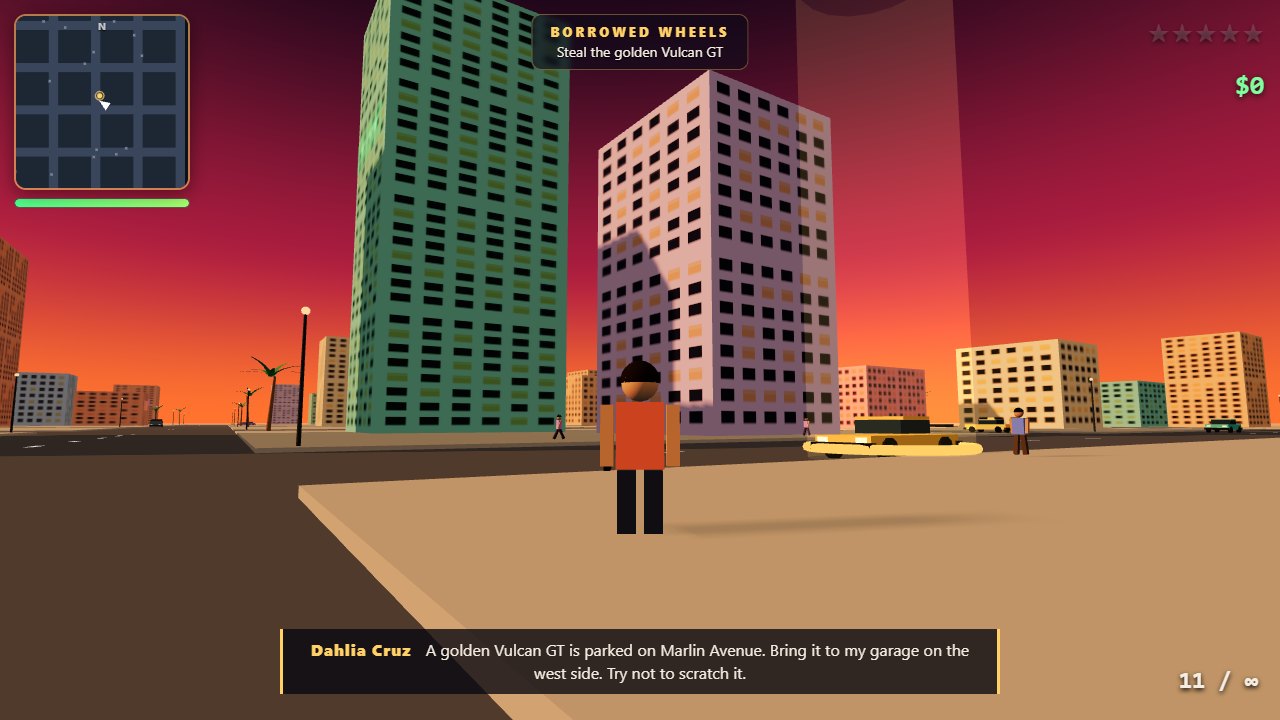 N
BORROWED WHEELS
Steal the golden Vulcan GT
$0
Dahlia Cruz A golden Vulcan GT is parked on Marlin Avenue. Bring it to my garage on the
west side. Try not to scratch it.
11 / ∞